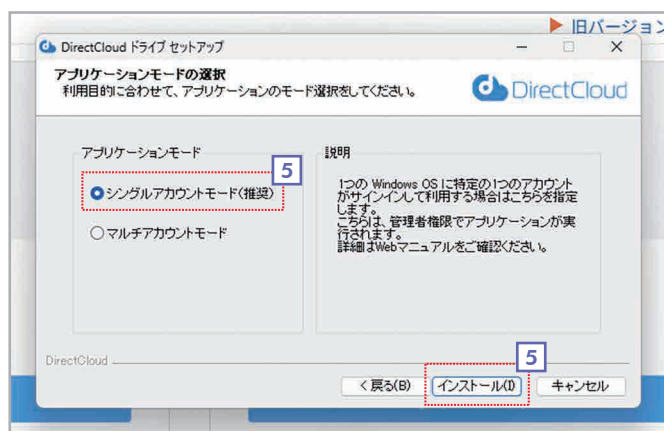 ▶ 旧バージョン
DirectCloud ドライブ セットアップ
アプリケーションモードの選択
利用目的に合わせて、アプリケーションのモード選択をしてください。
DirectCloud
アプリケーションモード
5
シングルアカウントモード(推奨)
マルチアカウントモード
説明
1つの Windows OS に特定の1つのアカウント
がサインインして利用する場合はこちらを指定
します。
こちらは、管理者権限でアプリケーションが実
行されます。
詳細はWebマニュアルをご確認ください。
DirectCloud
5
< 戻る(B)
インストール(I)
キャンセル